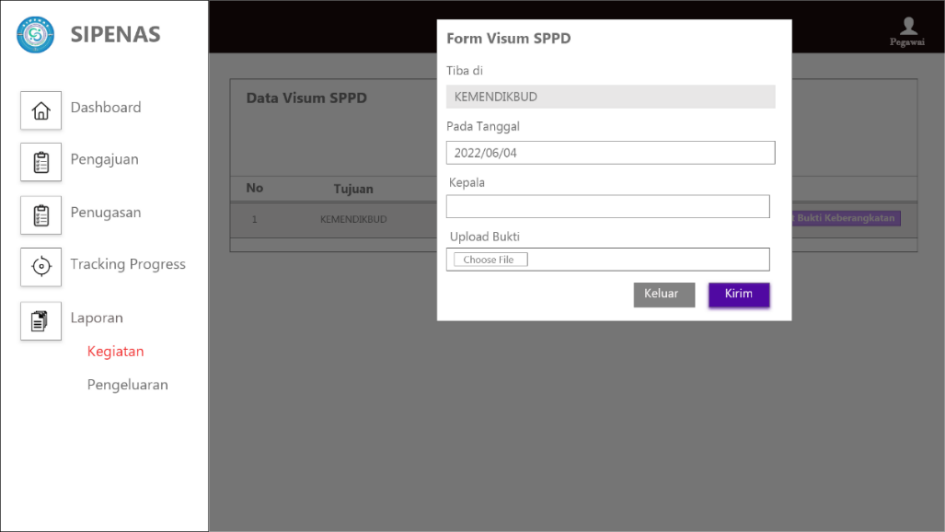 SIPENAS
Pegawai
Dashboard
Pengajuan
Penugasan
Tracking Progress
Laporan
Kegiatan
Pengeluaran
Data Visum SPPD
No Tujuan
1 KEMENDIKBUD
Bukti Keberangkatan
Form Visum SPPD
Tiba di
KEMENDIKBUD
Pada Tanggal
2022/06/04
Kepala
Upload Bukti
Choose File
Keluar Kirim